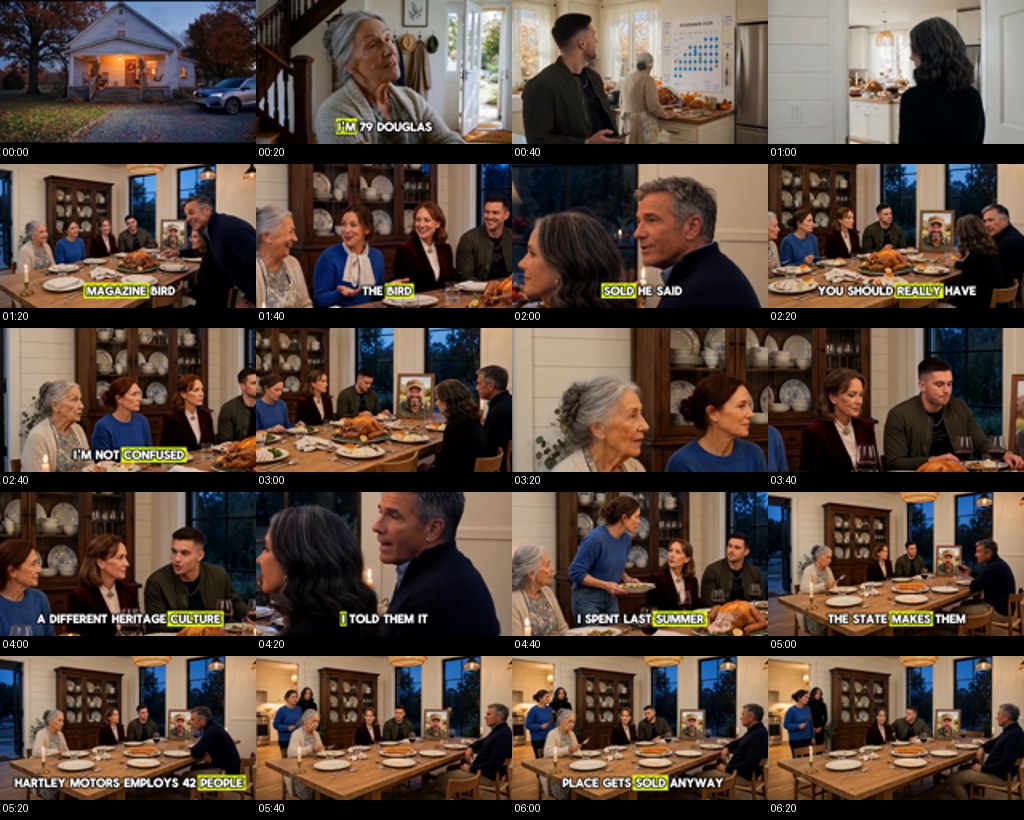 NOVEMBER 2025
00:00
00:20
00:40
01:00
I'M 79 DOUGLAS
MAGAZINE BIRD
THE BIRD
SOLD HE SAID
YOU SHOULD REALLY HAVE
01:20
01:40
02:00
02:20
I'M NOT CONFUSED
02:40
03:00
03:20
03:40
A DIFFERENT HERITAGE CULTURE
I TOLD THEM IT
I SPENT LAST SUMMER
THE STATE MAKES THEM
04:00
04:20
04:40
05:00
HARTLEY MOTORS EMPLOYS 42 PEOPLE
PLACE GETS SOLD ANYWAY
05:20
05:40
06:00
06:20